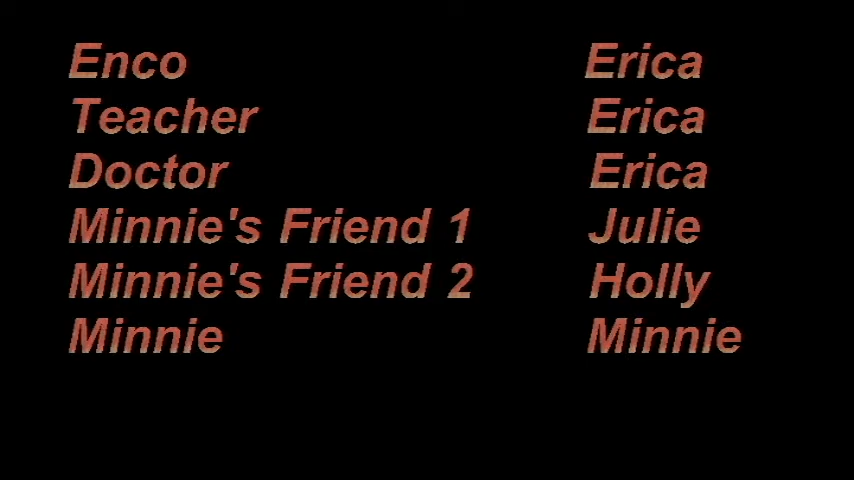 Enco Erica
Teacher Erica
Doctor Erica
Minnie's Friend 1 Julie
Minnie's Friend 2 Holly
Minnie Minnie